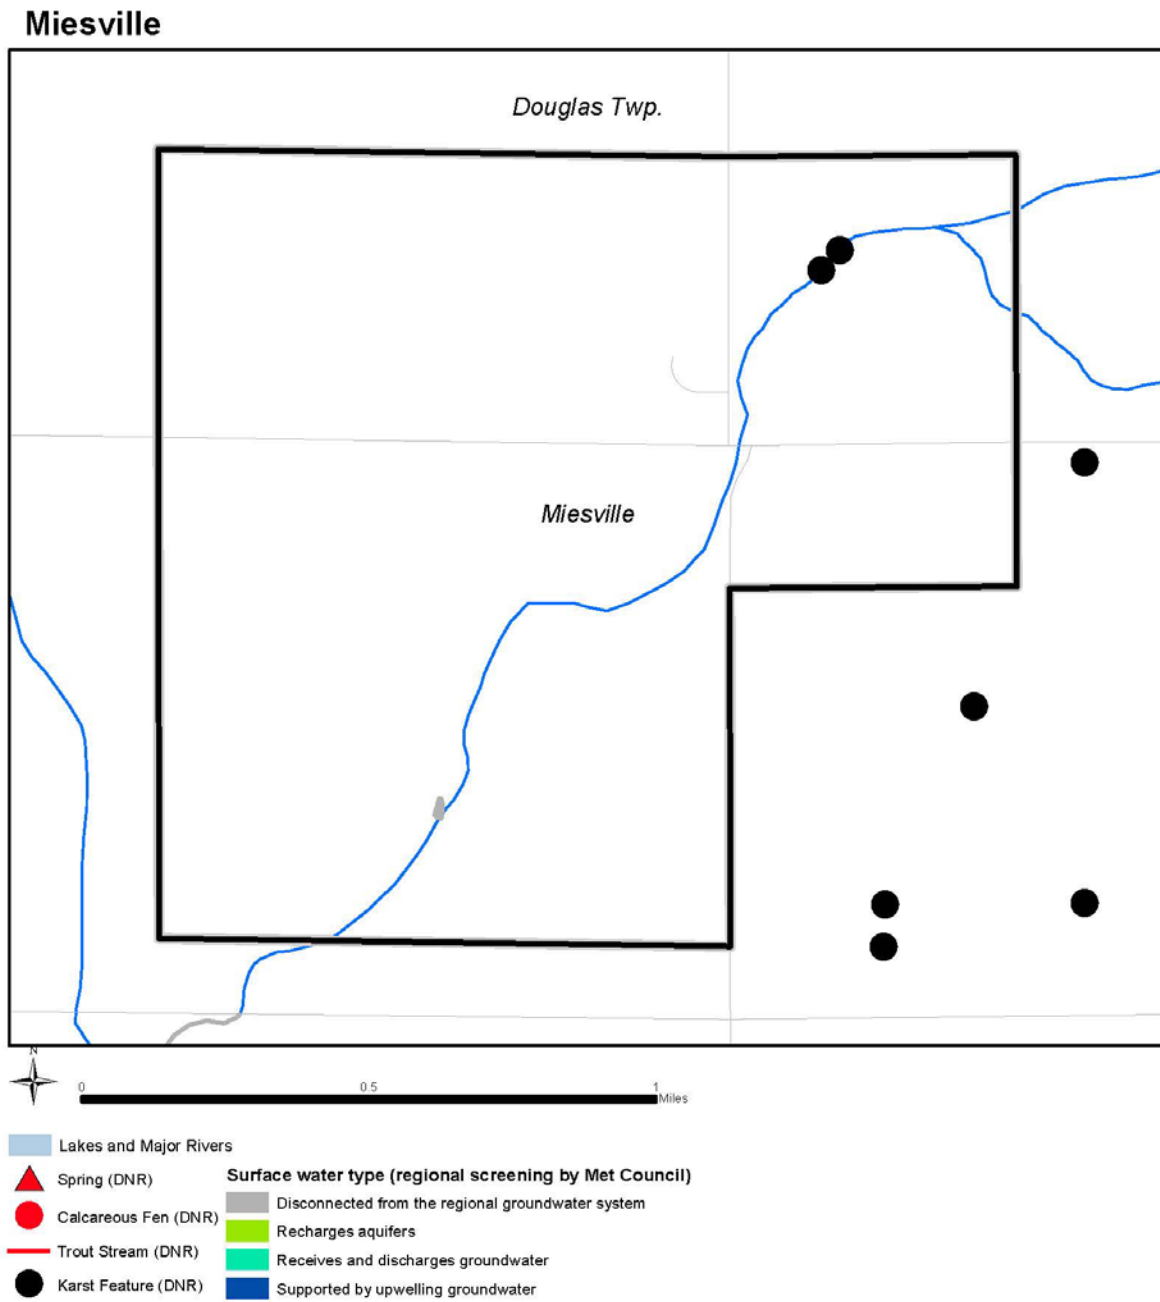 Miesville
Douglas Twp.
Miesville
N
0 0.5 1
Miles
Lakes and Major Rivers
Spring (DNR)
Calcareous Fen (DNR)
Trout Stream (DNR)
Karst Feature (DNR)
Surface water type (regional screening by Met Council)
Disconnected from the regional groundwater system
Recharges aquifers
Receives and discharges groundwater
Supported by upwelling groundwater